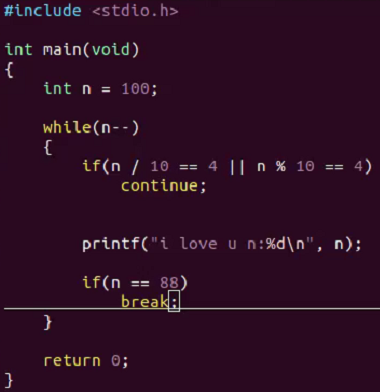 #include <stdio.h>
int main(void)
{
    int n = 100;
    while(n--)
    {
        if(n / 10 == 4 || n % 10 == 4)
            continue;
        printf("i love u n:%d\n", n);
        if(n == 88)
            break;
    }
    return 0;
}